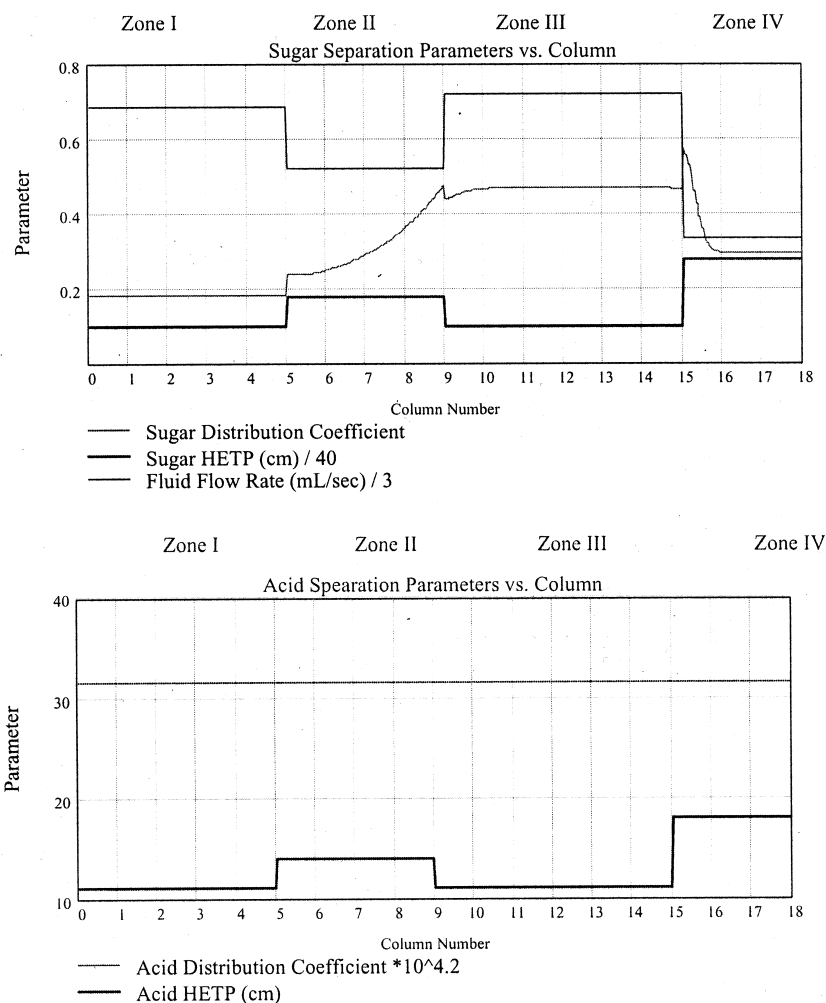 Zone I Zone II Zone III Zone IV
Sugar Separation Parameters vs. Column
0.8
0.6
0.4
0.2
Parameter
0 1 2 3 4 5 6 7 8 9 10 11 12 13 14 15 16 17 18
Column Number
Sugar Distribution Coefficient
Sugar HETP (cm) / 40
Fluid Flow Rate (mL/sec) / 3
Zone I Zone II Zone III Zone IV
Acid Spearation Parameters vs. Column
40
30
20
10
Parameter
0 1 2 3 4 5 6 7 8 9 10 11 12 13 14 15 16 17 18
Column Number
Acid Distribution Coefficient *10^4.2
Acid HETP (cm)